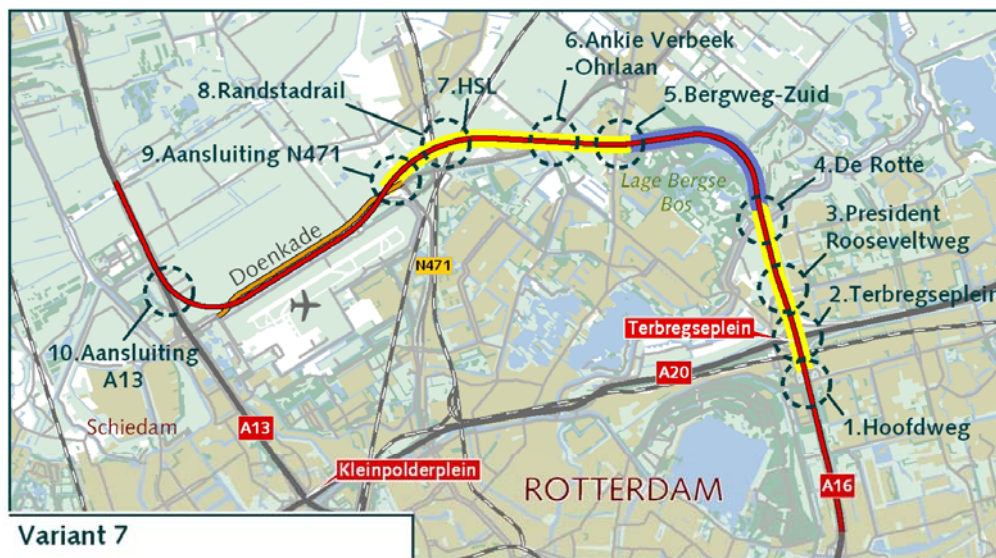 6.Ankie Verbeek
-Ohrlaan
7.HSL
8.Randstadrail
5.Bergweg-Zuid
9.Aansluiting N471
Lage Bergse
Bos
4.De Rotte
3.President
Rooseveltweg
Doenkade
N471
2.Terbregseplein
Terbregseplein
10.Aansluiting
A13
A20
Schiedam
A13
1.Hoofdweg
Kleinpolderplein
ROTTERDAM
A16
Variant 7